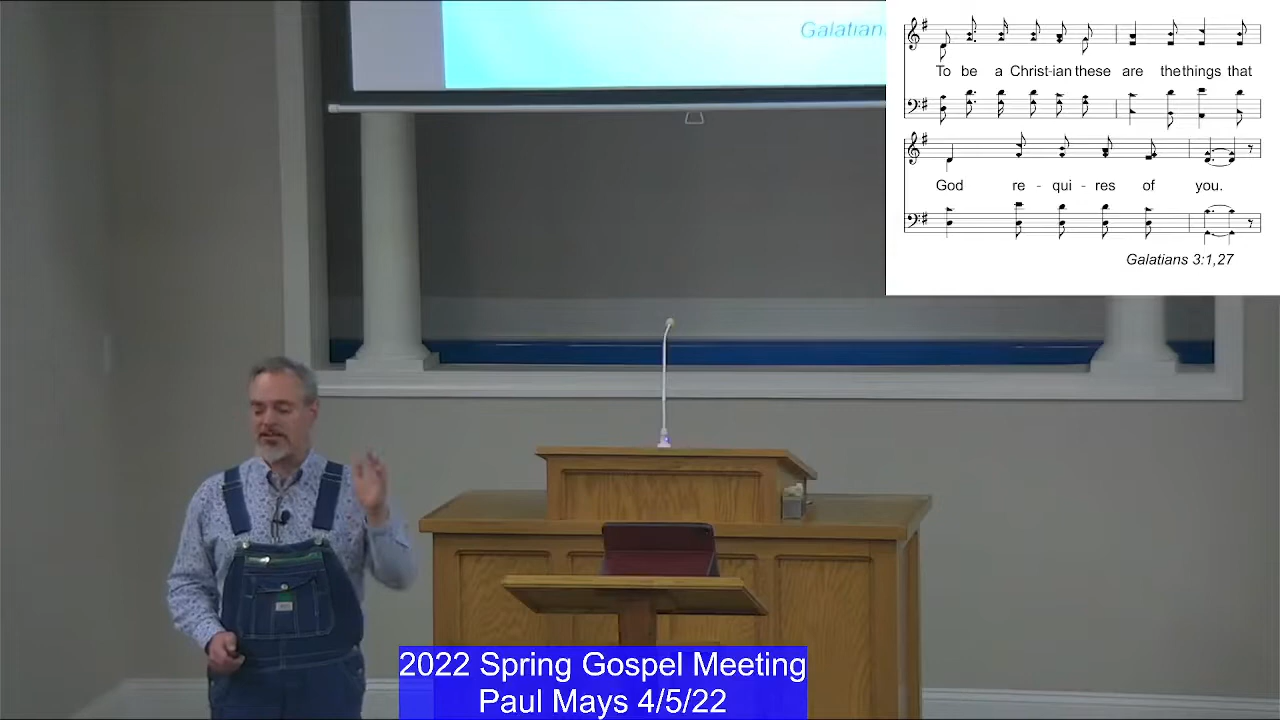 Galatian
To be a Christ-ian these are the things that
God re - qui - res of you.
Galatians 3:1,27
2022 Spring Gospel Meeting
Paul Mays 4/5/22